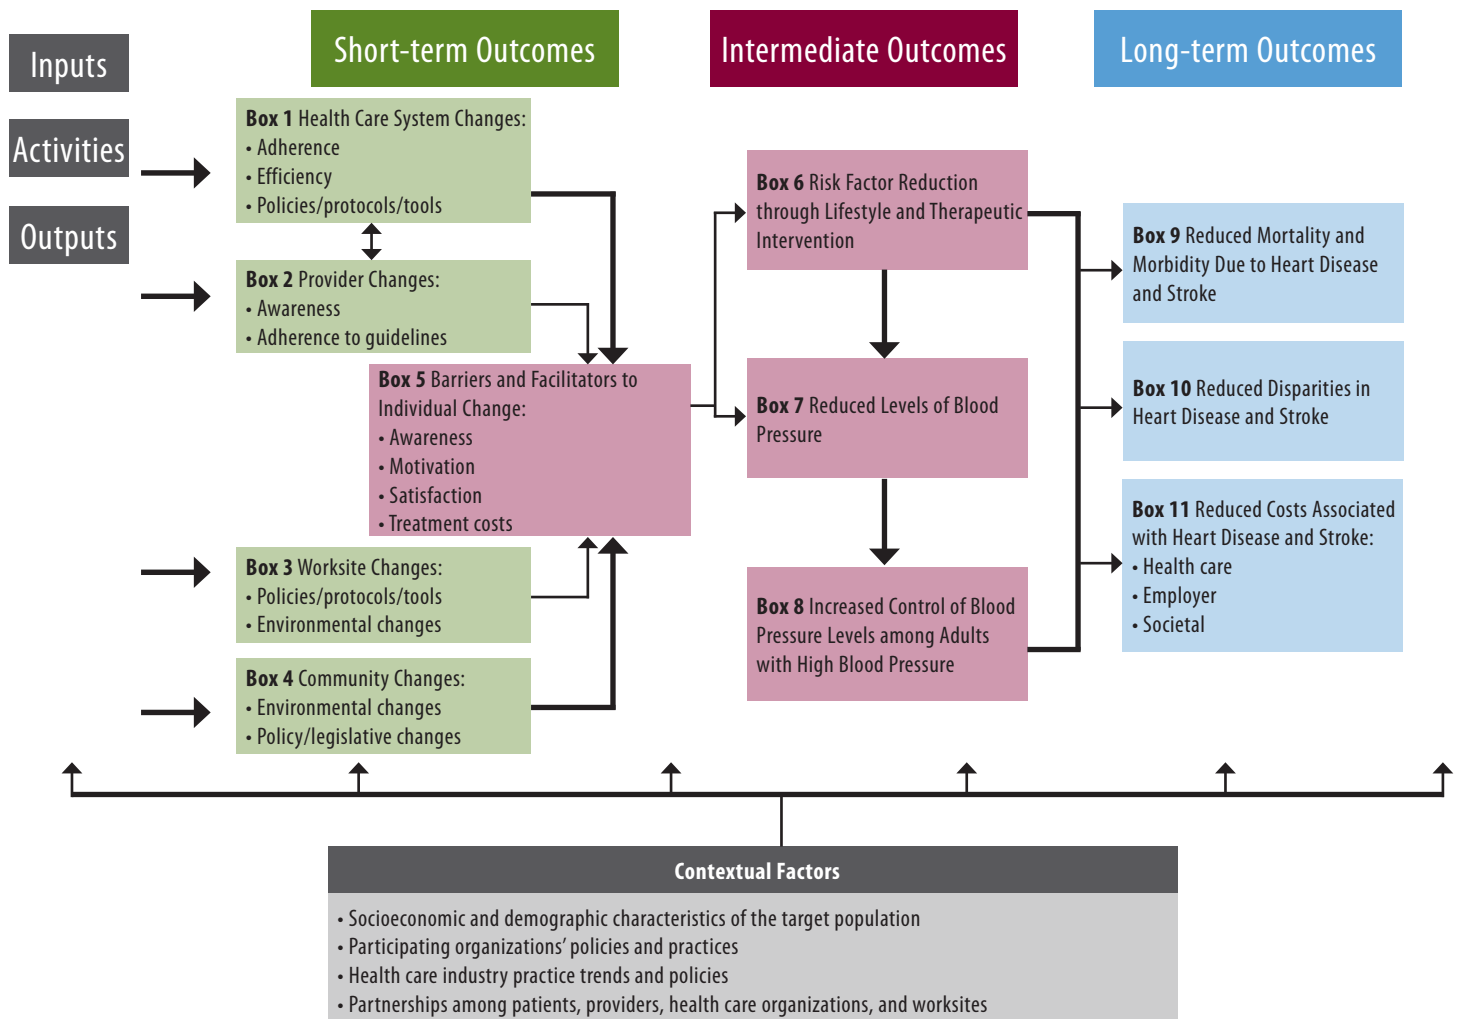 Inputs
Activities
Outputs
Short-term Outcomes
Intermediate Outcomes
Long-term Outcomes
Box 1 Health Care System Changes:
• Adherence
• Efficiency
• Policies/protocols/tools
Box 2 Provider Changes:
• Awareness
• Adherence to guidelines
Box 5 Barriers and Facilitators to
Individual Change:
• Awareness
• Motivation
• Satisfaction
• Treatment costs
Box 3 Worksite Changes:
• Policies/protocols/tools
• Environmental changes
Box 4 Community Changes:
• Environmental changes
• Policy/legislative changes
Box 6 Risk Factor Reduction
through Lifestyle and Therapeutic
Intervention
Box 7 Reduced Levels of Blood
Pressure
Box 8 Increased Control of Blood
Pressure Levels among Adults
with High Blood Pressure
Box 9 Reduced Mortality and
Morbidity Due to Heart Disease
and Stroke
Box 10 Reduced Disparities in
Heart Disease and Stroke
Box 11 Reduced Costs Associated
with Heart Disease and Stroke:
• Health care
• Employer
• Societal
Contextual Factors
• Socioeconomic and demographic characteristics of the target population
• Participating organizations’ policies and practices
• Health care industry practice trends and policies
• Partnerships among patients, providers, health care organizations, and worksites